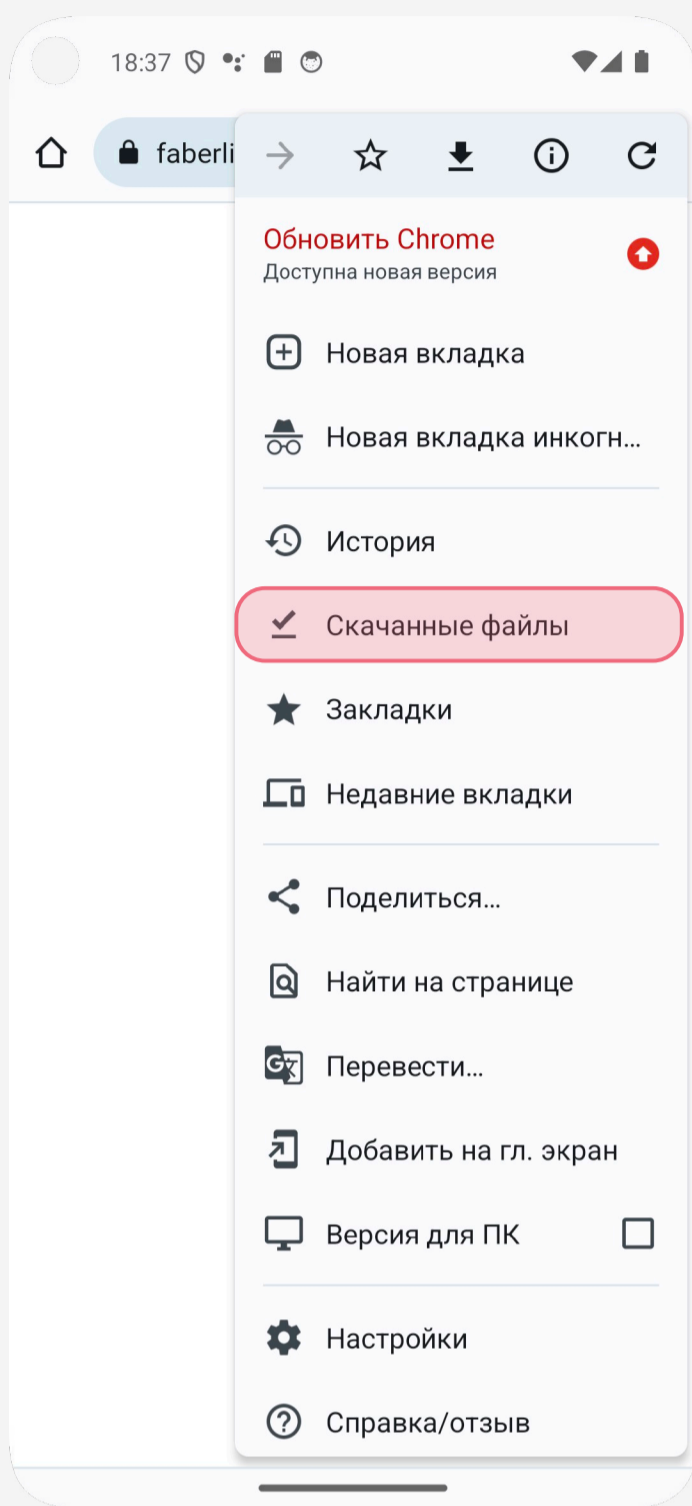 18:37
faberli
Обновить Chrome
Доступна новая версия
Новая вкладка
Новая вкладка инкогн...
История
Скачанные файлы
Закладки
Недавние вкладки
Поделиться...
Найти на странице
Перевести...
Добавить на гл. экран
Версия для ПК
Настройки
Справка/отзыв